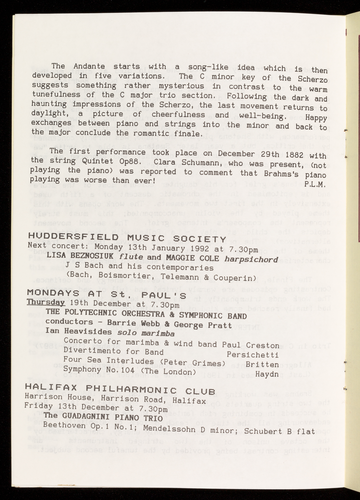 The Andante starts with a song-like idea which is then
developed in five variations. The C minor key of the Scherzo
suggests something rather mysterious in contrast to the warm
tunefulness of the C major trio section. Following the dark and
haunting impressions of the Scherzo, the last movement returns to
daylight, a picture of cheerfulness and well-being. Happy
exchanges between piano and strings into the minor and back to
the major conclude the romantic finale.
The first performance took place on December 29th 1882 with
the string Quintet Op88. Clara Schumann, who was present, (not
playing the piano) was reported to comment that Brahms's piano
playing was worse than ever! P.L.M.
HUDDERSFIELD MUSIC SOCIETY
Next concert: Monday 13th January 1992 at 7.30pm
LISA BEZNOSIUK flute and MAGGIE COLE harpsichord
J S Bach and his contemporaries
(Bach, Boismortier, Telemann & Couperin)
MONDAYS AT St. PAUL'S
Thursday 19th December at 7.30pm
THE POLYTECHNIC ORCHESTRA & SYMPHONIC BAND
conductors - Barrie Webb & George Pratt
Ian Heavisides solo marimba
Concerto for marimba & wind band Paul Creston
Divertimento for Band Persichetti
Four Sea Interludes (Peter Grimes) Britten
Symphony No.104 (The London) Haydn
HALIFAX PHILHARMONIC CLUB
Harrison House, Harrison Road, Halifax
Friday 13th December at 7.30pm
The GUADAGNINI PIANO TRIO
Beethoven Op.1 No.1; Mendelssohn D minor; Schubert B flat